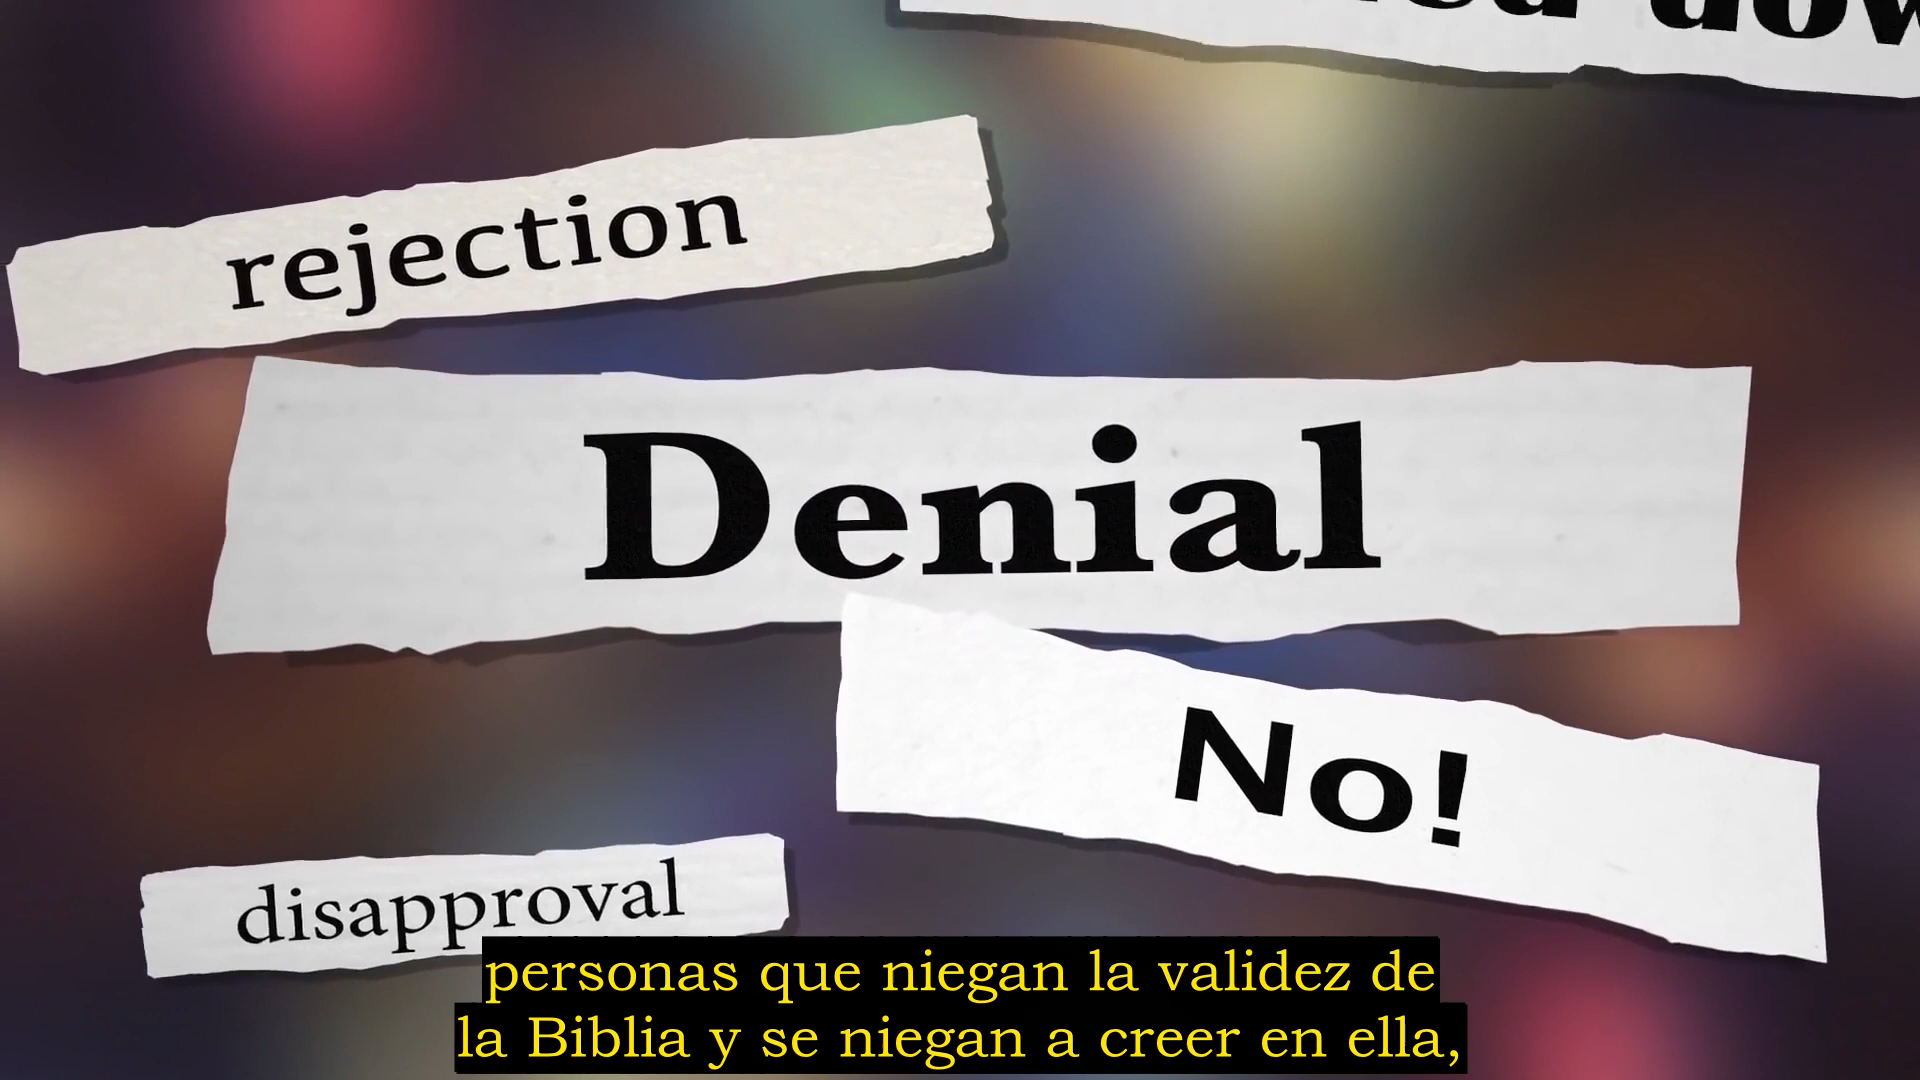 rejection
Denial
No!
disapproval
personas que niegan la validez de
la Biblia y se niegan a creer en ella,